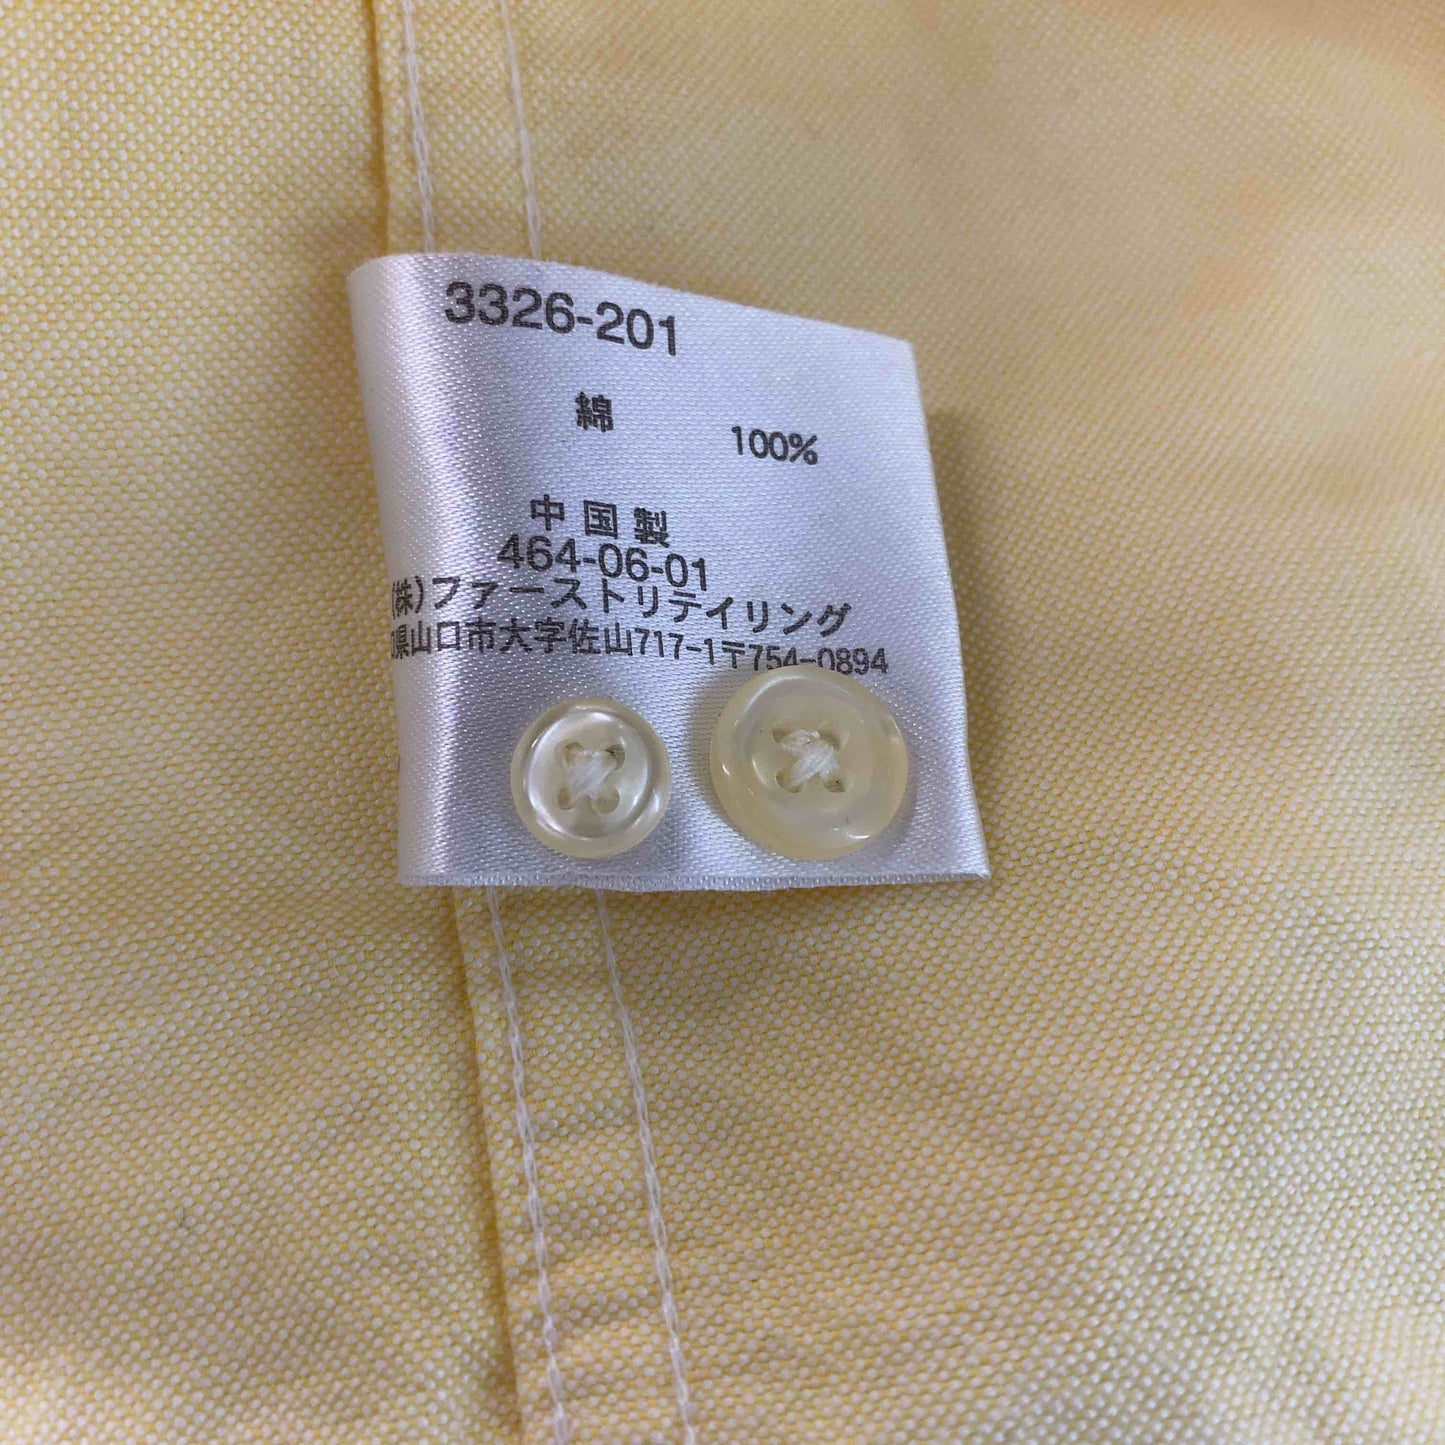 3326-201
綿 100%
中国製
464-06-01
(株)ファーストリテイリング
県山口市大字佐山717-1〒754-0894